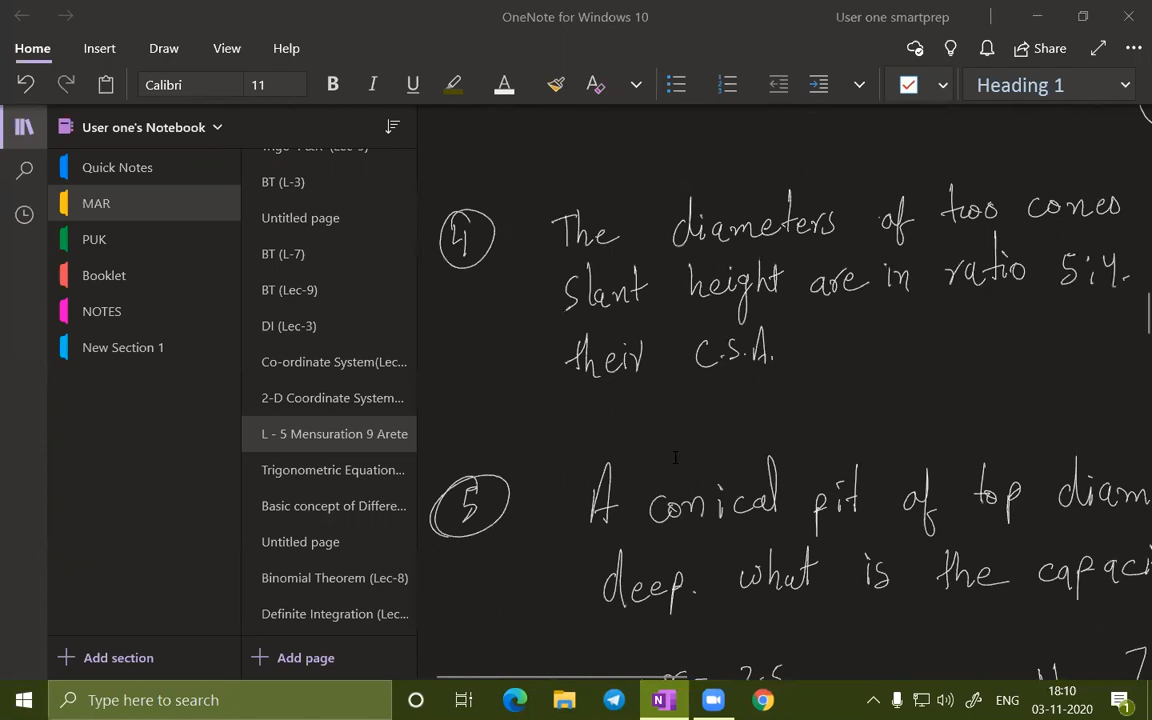 OneNote for Windows 10
User one smartprep
Home
Insert
Draw
View
Help
Share
Calibri
11
B
I
U
A
Heading 1
User one's Notebook
Quick Notes
MAR
PUK
Booklet
NOTES
New Section 1
BT (L-3)
Untitled page
BT (L-7)
BT (Lec-9)
DI (Lec-3)
Co-ordinate System(Lec...
2-D Coordinate System...
L - 5 Mensuration 9 Arete
Trigonometric Equation...
Basic concept of Differe...
Untitled page
Binomial Theorem (Lec-8)
Definite Integration (Lec...
Add section
Add page
4 The diameters of two cones
slant height are in ratio 5:4.
their C.S.A.
5 A conical pit of top diam
deep. what is the capaci
Type here to search
ENG
18:10
03-11-2020
1